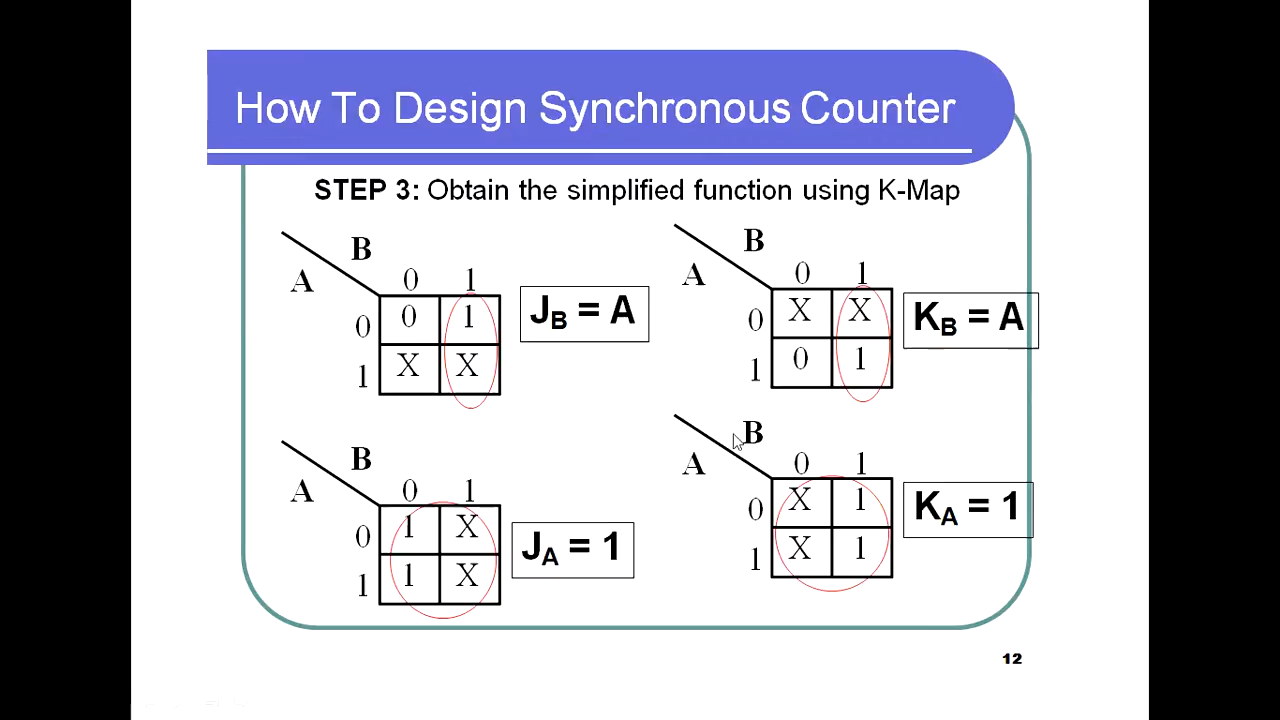 How To Design Synchronous Counter
STEP 3: Obtain the simplified function using K-Map
B
A
0 1
0 0 1
1 X X
J_B = A
B
A
0 1
0 X X
1 0 1
K_B = A
B
A
0 1
0 1 X
1 1 X
J_A = 1
B
A
0 1
0 X 1
1 X 1
K_A = 1
12